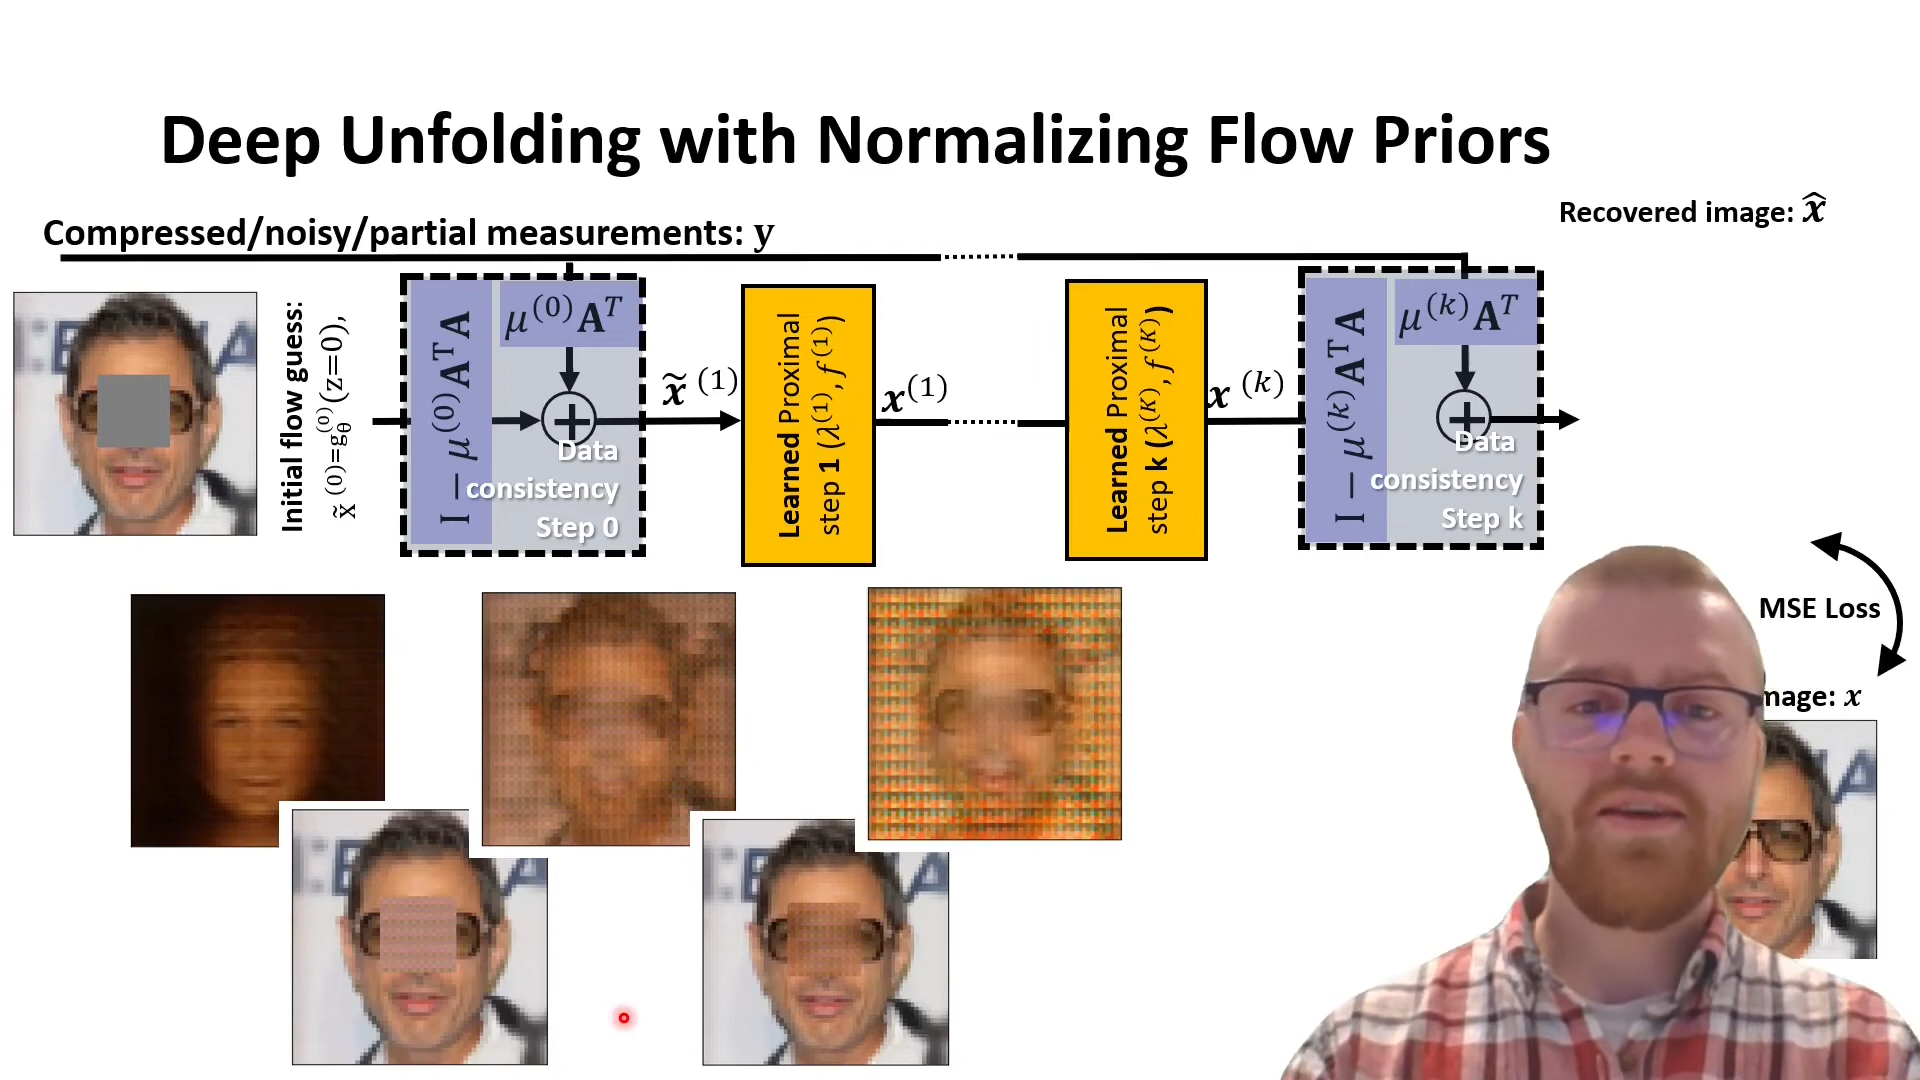 Deep Unfolding with Normalizing Flow Priors
Compressed/noisy/partial measurements: y
Recovered image: x̂
Initial flow guess:
x̃⁽⁰⁾=g_θ⁽⁰⁾(z=0),
I − μ⁽⁰⁾AᵀA
μ⁽⁰⁾Aᵀ
+
Data
consistency
Step 0
x̃⁽¹⁾
Learned Proximal
step 1 (λ⁽¹⁾, f⁽¹⁾)
x⁽¹⁾
Learned Proximal
step k (λ⁽ᴷ⁾, f⁽ᴷ⁾)
x⁽ᵏ⁾
I − μ⁽ᵏ⁾AᵀA
μ⁽ᵏ⁾Aᵀ
+
Data
consistency
Step k
MSE Loss
mage: x